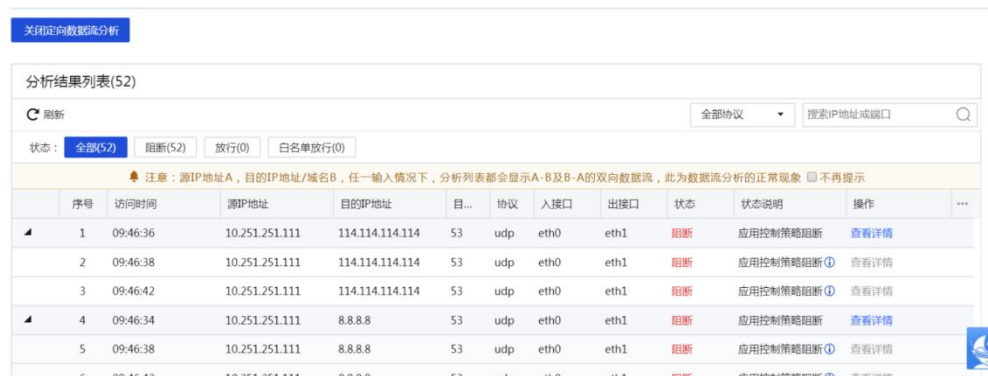 关闭定向数据流分析
分析结果列表(52)
刷新 全部协议 搜索IP地址或端口
状态： 全部(52) 阻断(52) 放行(0) 白名单放行(0)
注意：源IP地址A，目的IP地址/域名B，任一输入情况下，分析列表都会显示A-B及B-A的双向数据流，此为数据流分析的正常现象 不再提示
序号 访问时间 源IP地址 目的IP地址 目... 协议 入接口 出接口 状态 状态说明 操作
1 09:46:36 10.251.251.111 114.114.114.114 53 udp eth0 eth1 阻断 应用控制策略阻断 查看详情
2 09:46:38 10.251.251.111 114.114.114.114 53 udp eth0 eth1 阻断 应用控制策略阻断 查看详情
3 09:46:42 10.251.251.111 114.114.114.114 53 udp eth0 eth1 阻断 应用控制策略阻断 查看详情
4 09:46:34 10.251.251.111 8.8.8.8 53 udp eth0 eth1 阻断 应用控制策略阻断 查看详情
5 09:46:38 10.251.251.111 8.8.8.8 53 udp eth0 eth1 阻断 应用控制策略阻断 查看详情